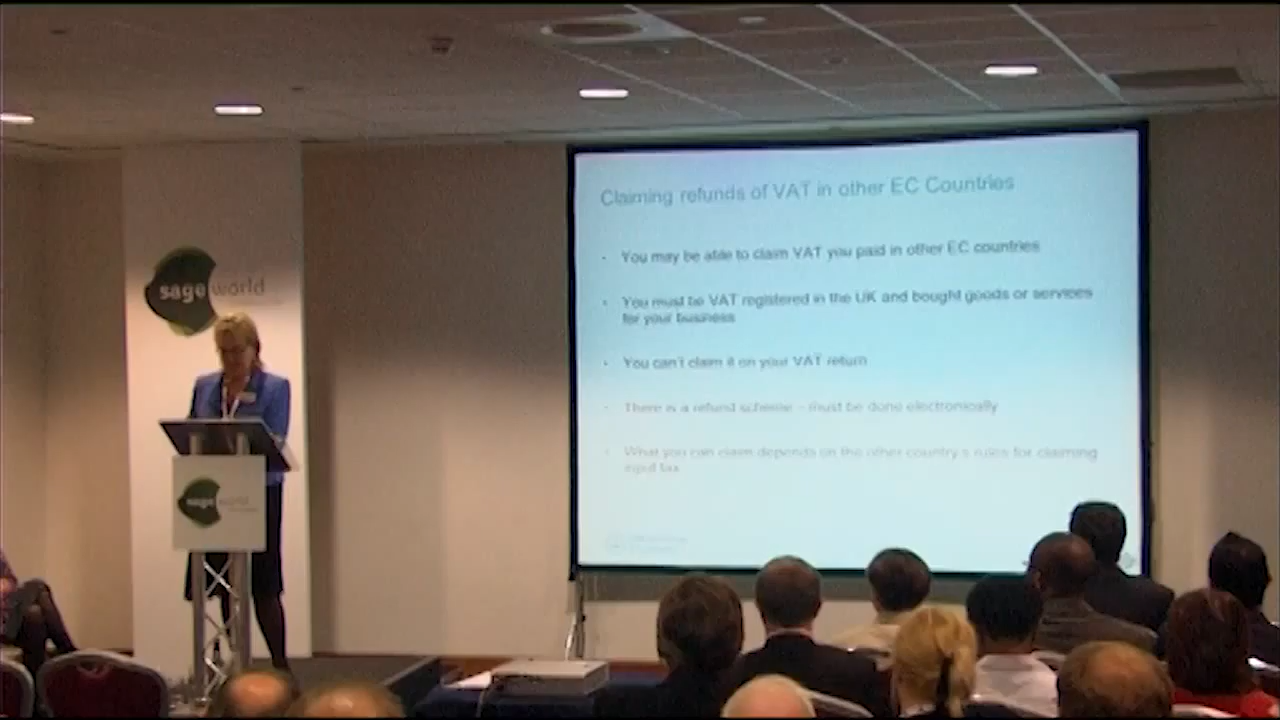 Claiming refunds of VAT in other EC Countries
You may be able to claim VAT you paid in other EC countries
You must be VAT registered in the UK and bought goods or services
for your business
You can't claim it on your VAT return
There is a refund scheme – must be done electronically
What you can claim depends on the other country's rules for claiming
input tax
sage world
sage world